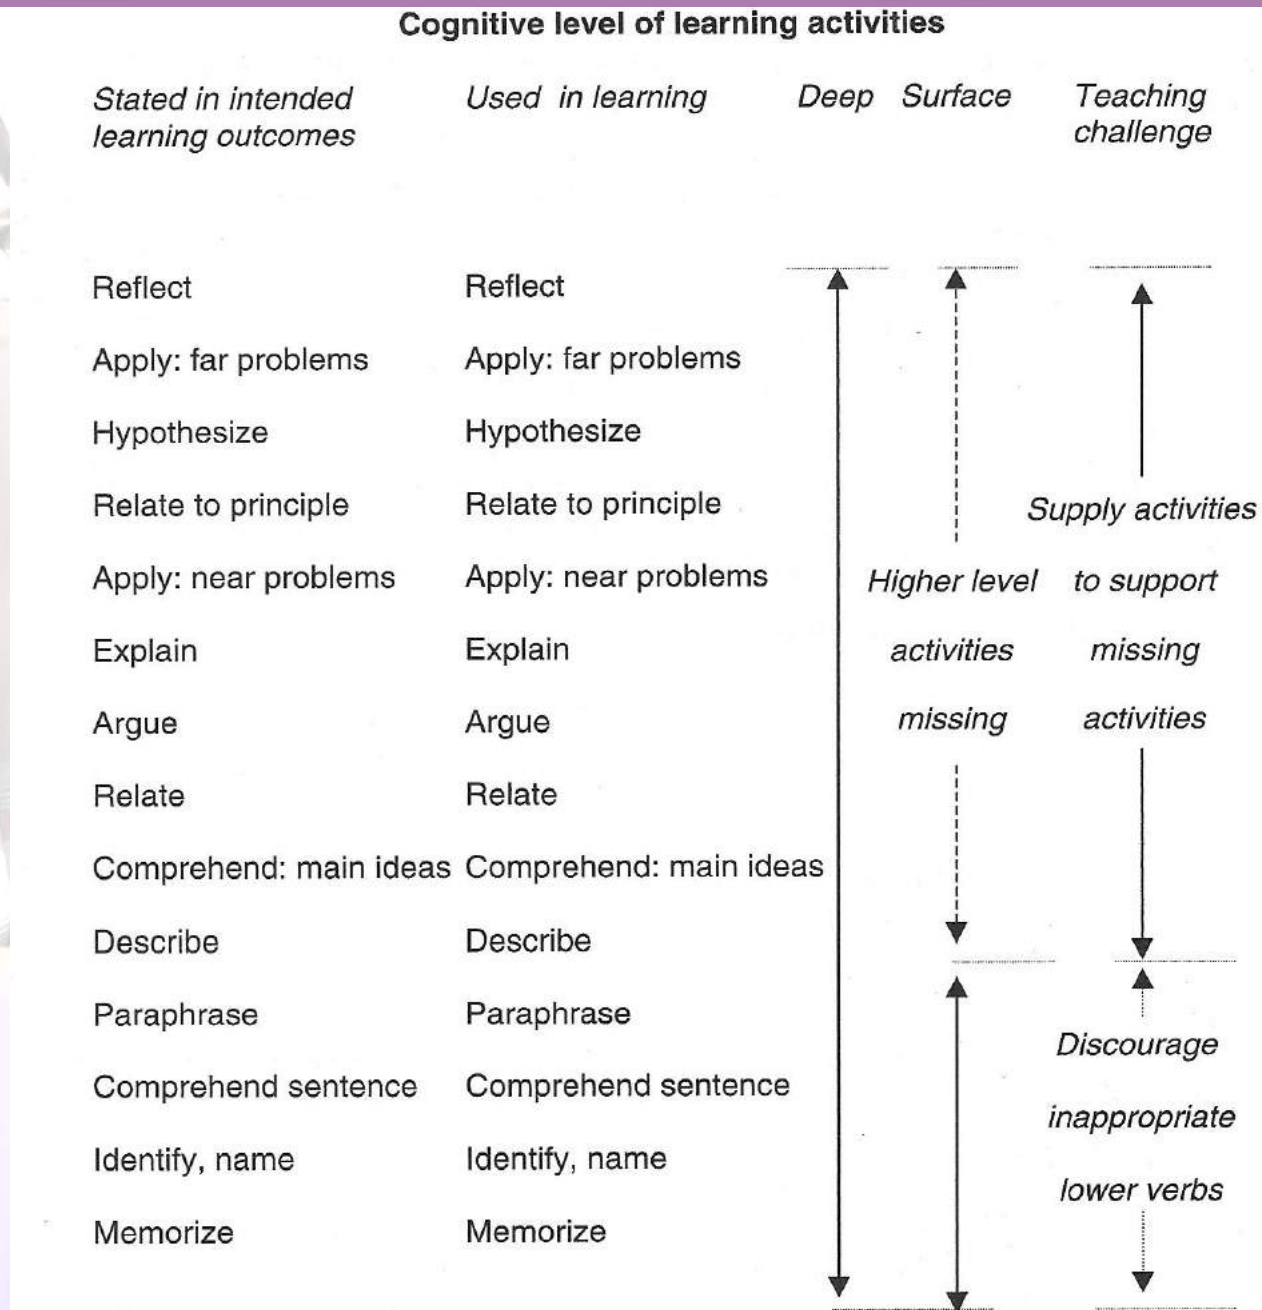 Cognitive level of learning activities
Stated in intended learning outcomes
Used in learning
Deep
Surface
Teaching challenge
Reflect Reflect
Apply: far problems Apply: far problems
Hypothesize Hypothesize
Relate to principle Relate to principle Supply activities
Apply: near problems Apply: near problems Higher level to support
Explain Explain activities missing
Argue Argue missing activities
Relate Relate
Comprehend: main ideas Comprehend: main ideas
Describe Describe
Paraphrase Paraphrase
Discourage
Comprehend sentence Comprehend sentence
inappropriate
Identify, name Identify, name
lower verbs
Memorize Memorize